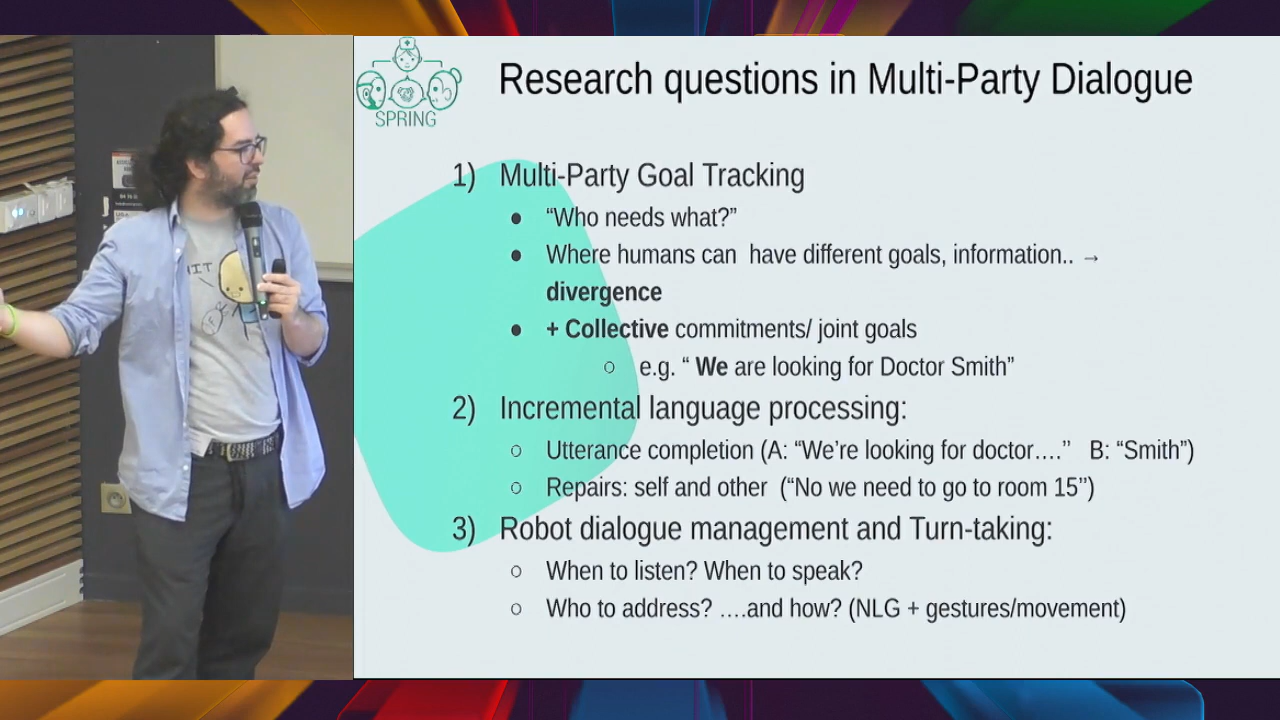 SPRING
Research questions in Multi-Party Dialogue
1) Multi-Party Goal Tracking
● “Who needs what?”
● Where humans can have different goals, information.. →
divergence
● + Collective commitments/ joint goals
○ e.g. “ We are looking for Doctor Smith”
2) Incremental language processing:
○ Utterance completion (A: “We’re looking for doctor….’’ B: “Smith”)
○ Repairs: self and other (“No we need to go to room 15’’)
3) Robot dialogue management and Turn-taking:
○ When to listen? When to speak?
○ Who to address? ….and how? (NLG + gestures/movement)